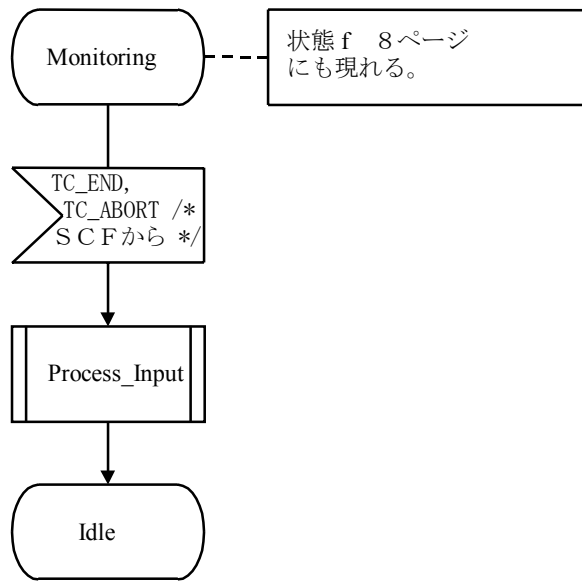 Monitoring
状態f 8ページ
にも現れる。
TC_END,
TC_ABORT /*
SCFから */
Process_Input
Idle